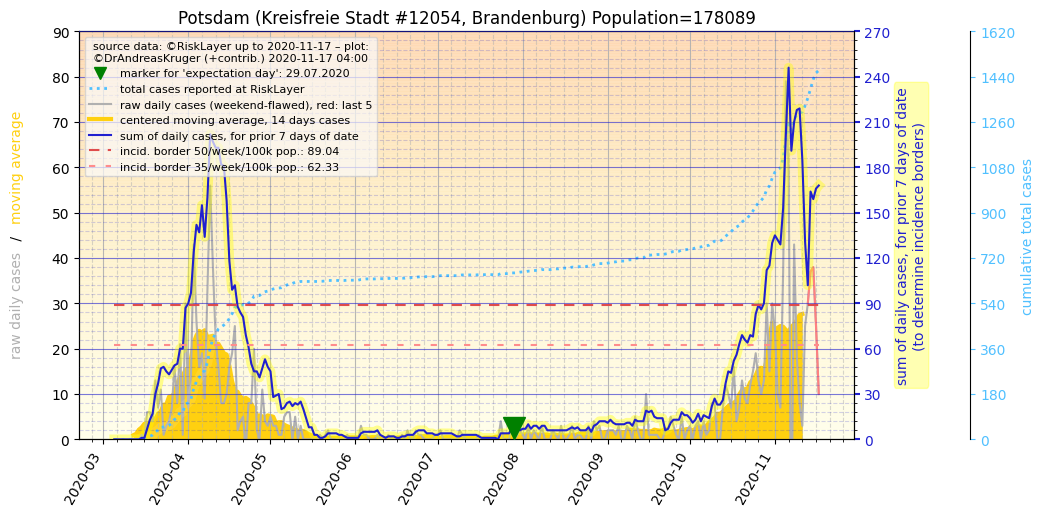 Potsdam (Kreisfreie Stadt #12054, Brandenburg) Population=178089
source data: ©RiskLayer up to 2020-11-17 – plot:
©DrAndreasKruger (+contrib.) 2020-11-17 04:00
marker for 'expectation day': 29.07.2020
total cases reported at RiskLayer
raw daily cases (weekend-flawed), red: last 5
centered moving average, 14 days cases
sum of daily cases, for prior 7 days of date
incid. border 50/week/100k pop.: 89.04
incid. border 35/week/100k pop.: 62.33
raw daily cases / moving average
90
80
70
60
50
40
30
20
10
0
2020-03
2020-04
2020-05
2020-06
2020-07
2020-08
2020-09
2020-10
2020-11
270
240
210
180
150
120
90
60
30
0
sum of daily cases, for prior 7 days of date
(to determine incidence borders)
1620
1440
1260
1080
900
720
540
360
180
0
cumulative total cases